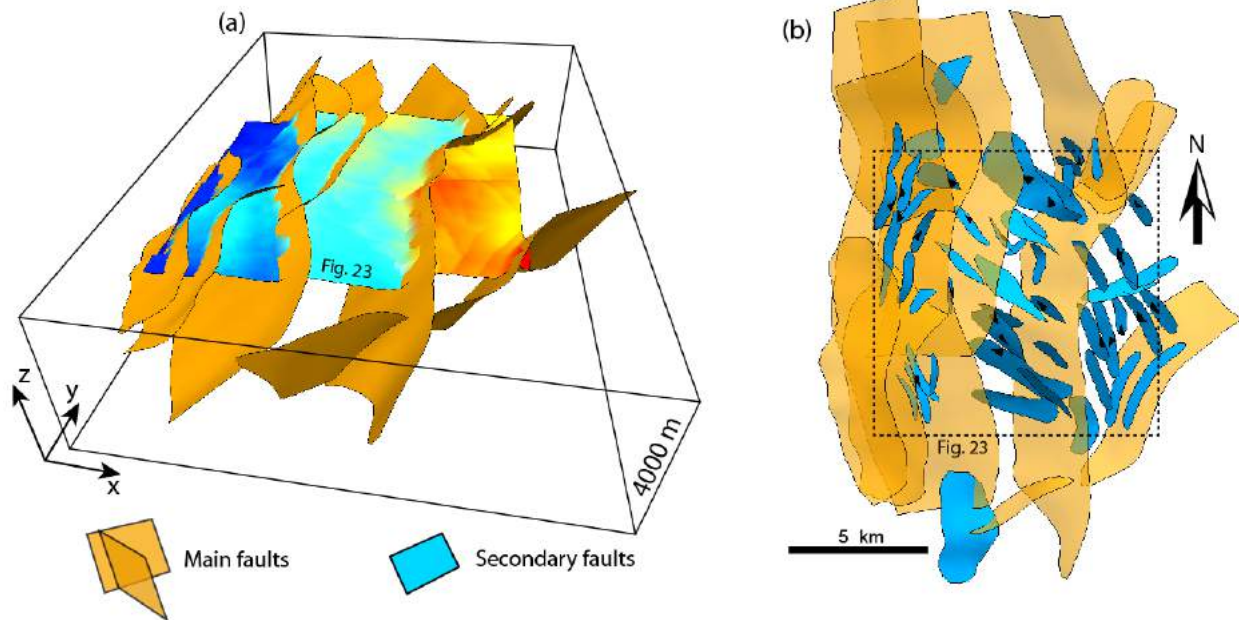 (a)
(b)
N
Fig. 23
z
y
x
4000 m
Fig. 23
5 km
Main faults
Secondary faults